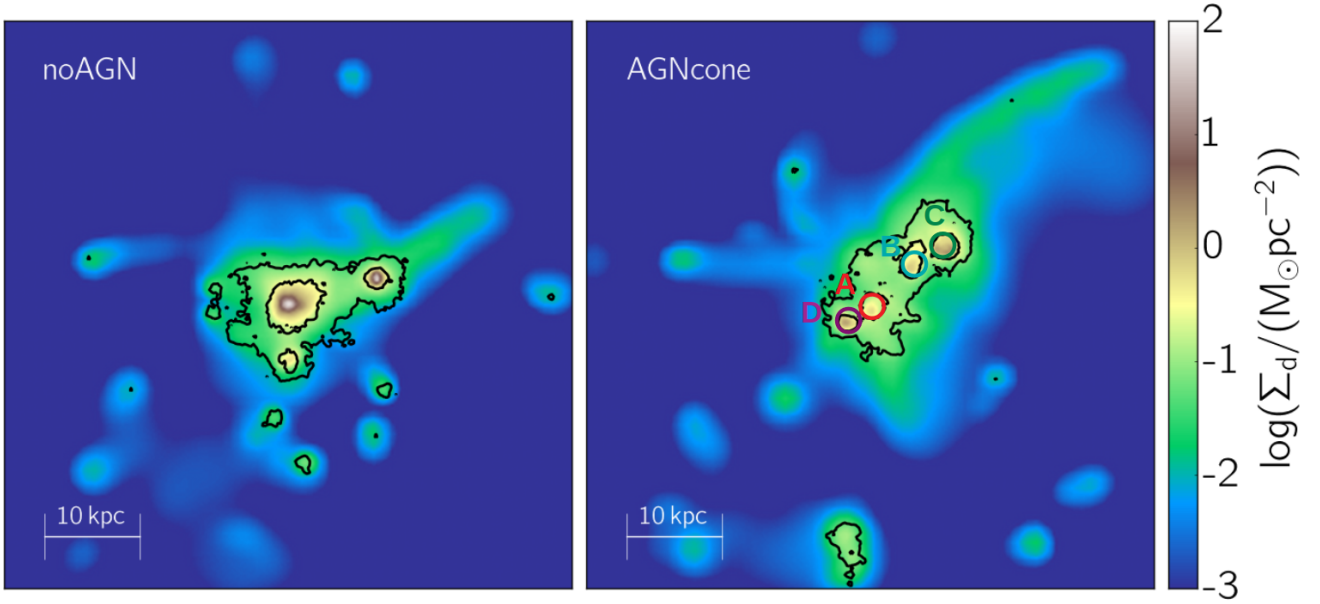 noAGN
10 kpc
AGNcone
C
B
A
D
10 kpc
2
1
0
-1
-2
-3
log(Σd/(M⊙pc−2))